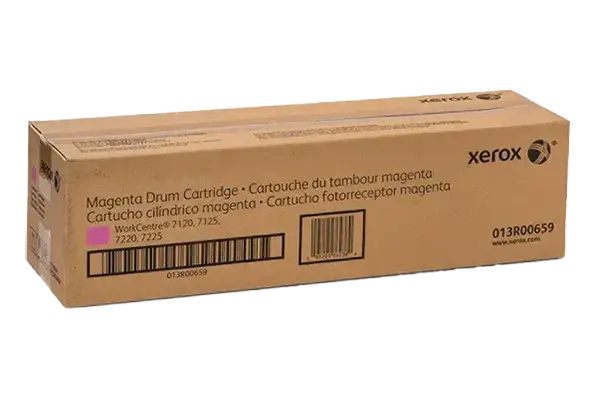 xerox
xerox
Magenta Drum Cartridge • Cartouche du tambour magenta
Cartucho cilíndrico magenta • Cartucho fotorreceptor magenta
WorkCentre® 7120, 7125,
7220, 7225
013R00659
013R00659
www.xerox.com